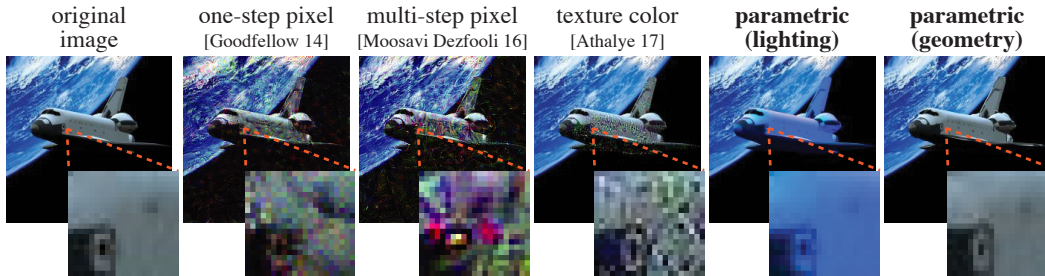 original
image
one-step pixel
[Goodfellow 14]
multi-step pixel
[Moosavi Dezfooli 16]
texture color
[Athalye 17]
parametric
(lighting)
parametric
(geometry)